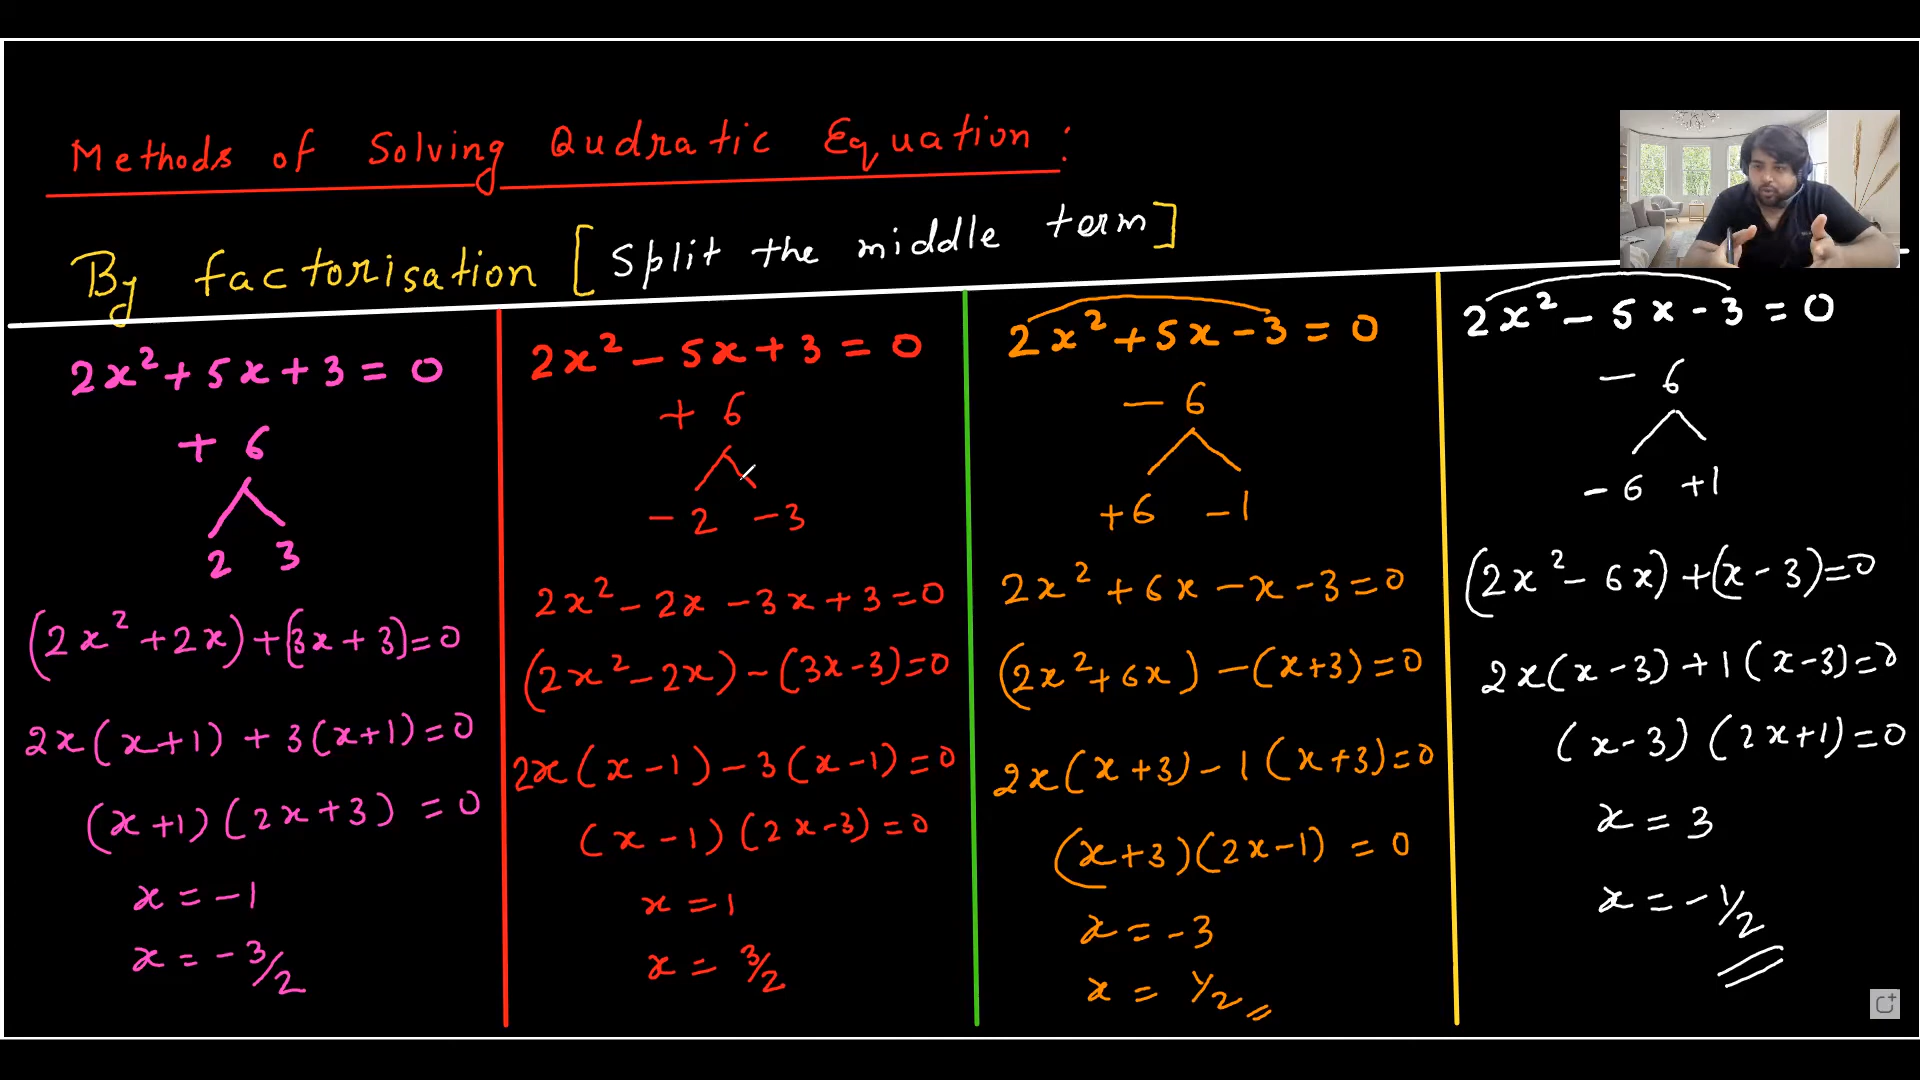 Methods of Solving Qudratic Equation:
By factorisation [Split the middle term]
2x² + 5x + 3 = 0
+ 6
2 3
(2x² + 2x) + (3x + 3) = 0
2x(x+1) + 3(x+1) = 0
(x+1)(2x+3) = 0
x = -1
x = -3/2
2x² - 5x + 3 = 0
+ 6
-2 -3
2x² - 2x - 3x + 3 = 0
(2x² - 2x) - (3x - 3) = 0
2x(x-1) - 3(x-1) = 0
(x-1)(2x-3) = 0
x = 1
x = 3/2
2x² + 5x - 3 = 0
- 6
+6 -1
2x² + 6x - x - 3 = 0
(2x² + 6x) - (x+3) = 0
2x(x+3) - 1(x+3) = 0
(x+3)(2x-1) = 0
x = -3
x = 1/2
2x² - 5x - 3 = 0
- 6
-6 +1
(2x² - 6x) + (x - 3) = 0
2x(x-3) + 1(x-3) = 0
(x-3)(2x+1) = 0
x = 3
x = -1/2